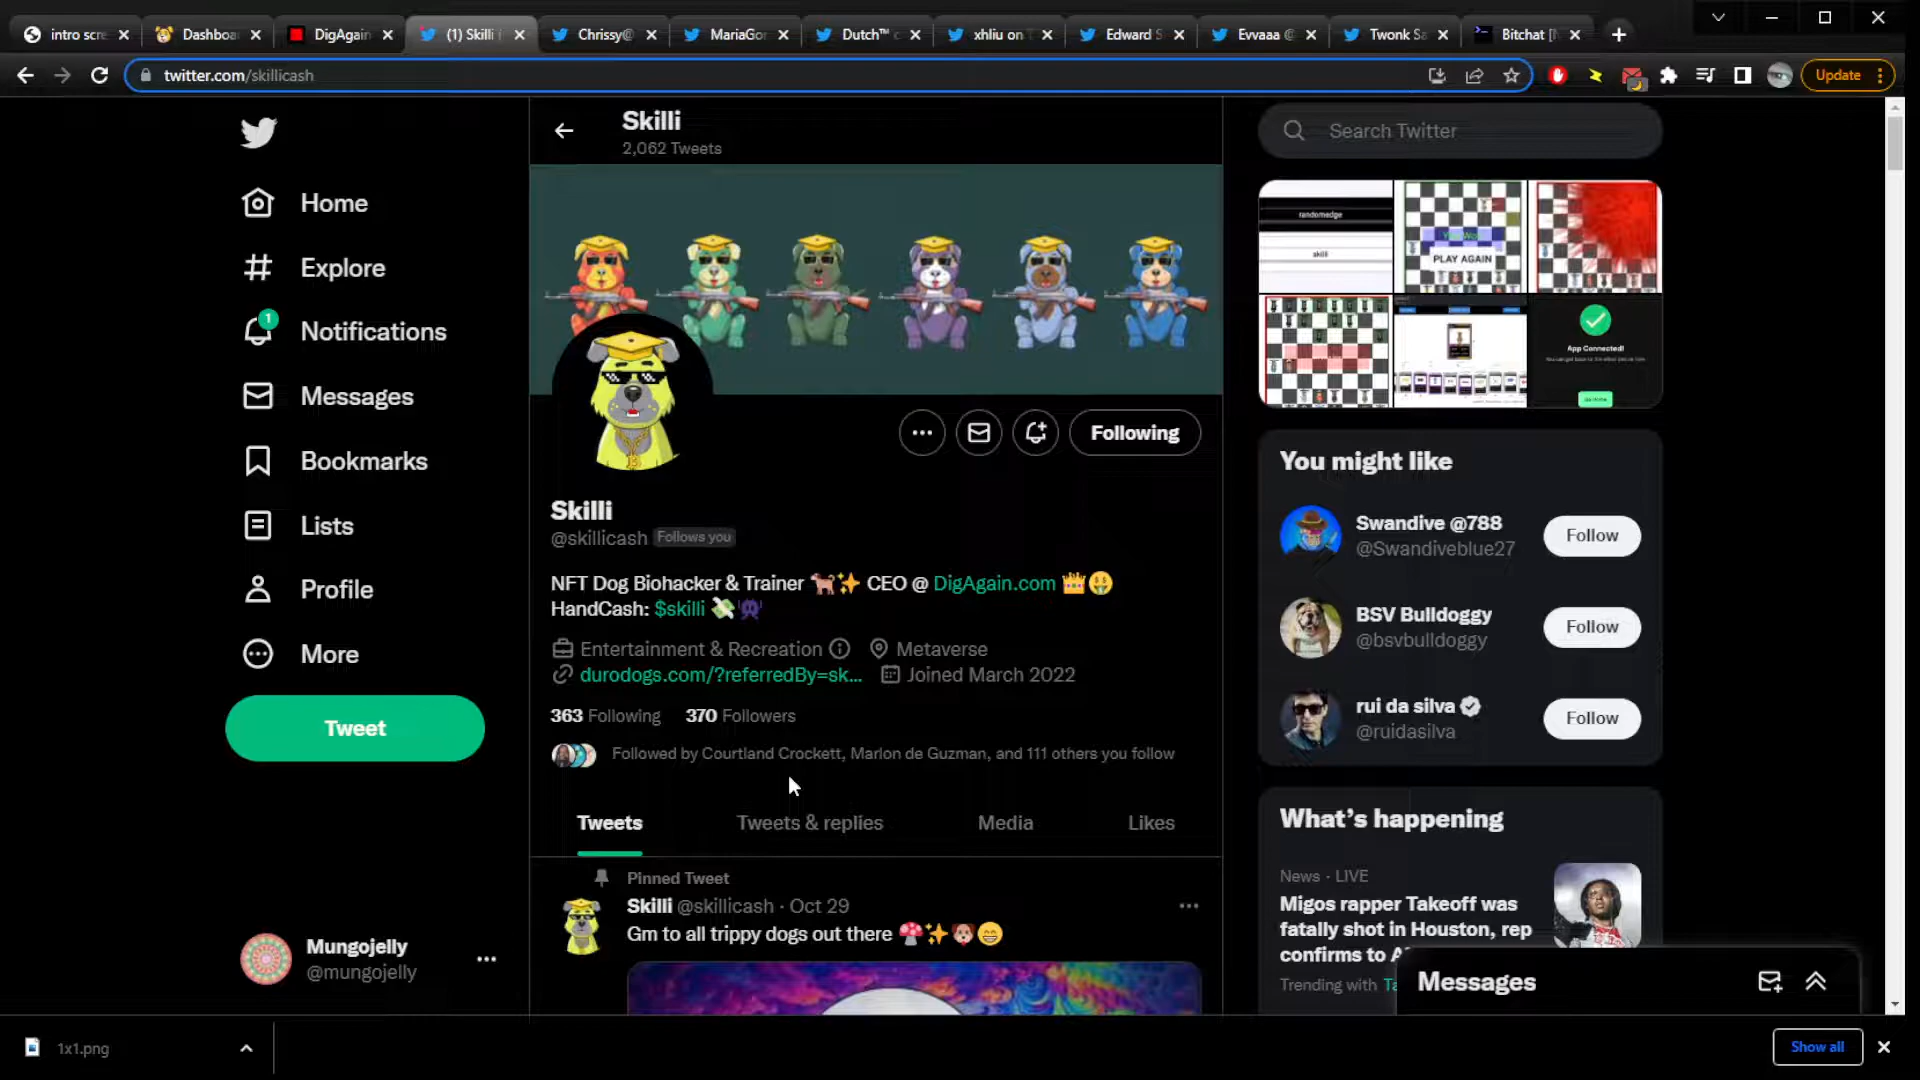 intro scre
Dashboa
DigAgain
(1) Skilli
Chrissy@
MariaGo
Dutch™
xhliu on
Edward S
Evvaaa @
Twonk Sa
Bitchat [
twitter.com/skillicash
Update
Skilli
2,062 Tweets
Search Twitter
Home
Explore
1
Notifications
Messages
Bookmarks
Lists
Profile
More
Tweet
randomedge
skilli
PLAY AGAIN
App Connected!
Following
Skilli
@skillicash Follows you
NFT Dog Biohacker & Trainer 🐕✨ CEO @ DigAgain.com 👑🤑
HandCash: $skilli 💸👾
Entertainment & Recreation Metaverse
durodogs.com/?referredBy=sk... Joined March 2022
363 Following 370 Followers
Followed by Courtland Crockett, Marlon de Guzman, and 111 others you follow
Tweets Tweets & replies Media Likes
Pinned Tweet
Skilli @skillicash · Oct 29
Gm to all trippy dogs out there 🍄✨🐶😁
You might like
Swandive @788
@Swandiveblue27
Follow
BSV Bulldoggy
@bsvbulldoggy
Follow
rui da silva
@ruidasilva
Follow
What's happening
News · LIVE
Migos rapper Takeoff was
fatally shot in Houston, rep
confirms to A
Trending with Ta
Messages
Mungojelly
@mungojelly
1x1.png
Show all